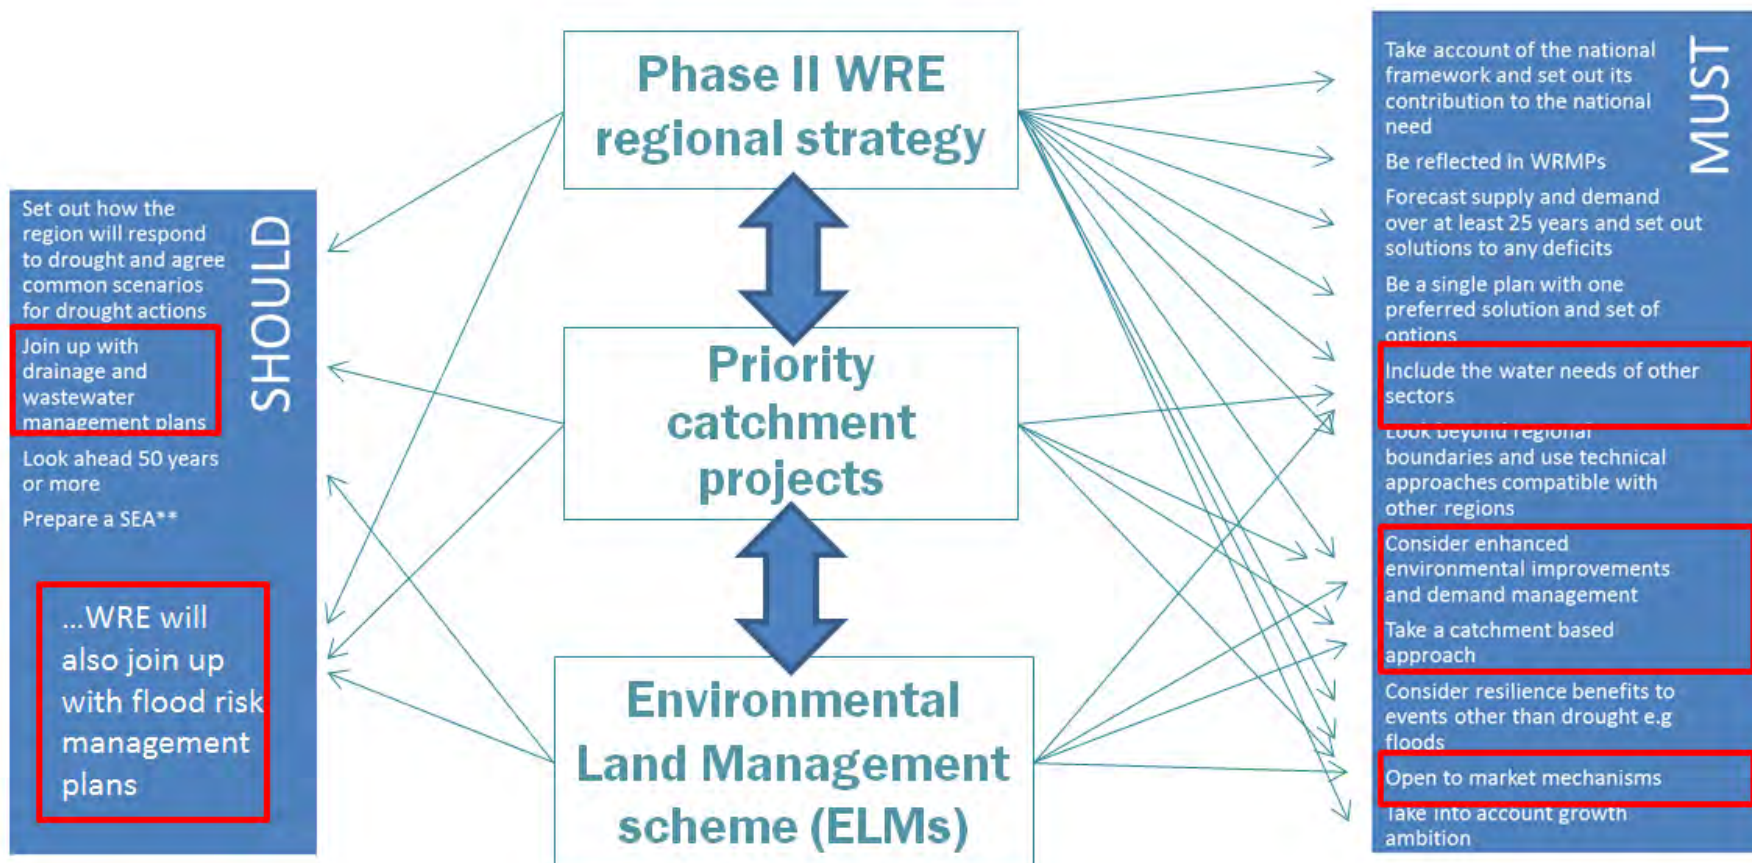 Set out how the
region will respond
to drought and agree
common scenarios
for drought actions
Join up with
drainage and
wastewater
management plans
Look ahead 50 years
or more
Prepare a SEA**
SHOULD
...WRE will
also join up
with flood risk
management
plans
Phase II WRE
regional strategy
Priority
catchment
projects
Environmental
Land Management
scheme (ELMs)
MUST
Take account of the national
framework and set out its
contribution to the national
need
Be reflected in WRMPs
Forecast supply and demand
over at least 25 years and set out
solutions to any deficits
Be a single plan with one
preferred solution and set of
options
Include the water needs of other
sectors
Look beyond regional
boundaries and use technical
approaches compatible with
other regions
Consider enhanced
environmental improvements
and demand management
Take a catchment based
approach
Consider resilience benefits to
events other than drought e.g
floods
Open to market mechanisms
Take into account growth
ambition